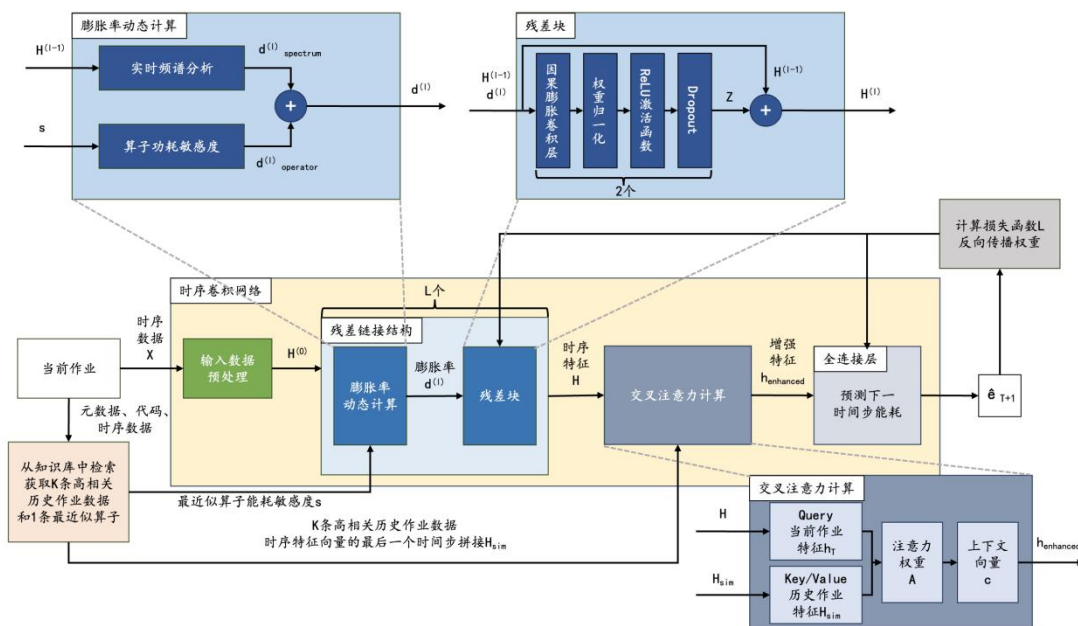 膨胀率动态计算
H(l-1)
实时频谱分析
d(l) spectrum
+
d(l)
s
算子功耗敏感度
d(l) operator
残差块
H(l-1)
d(l)
因果膨胀卷积层
权重归一化
ReLU激活函数
Dropout
Z
H(l-1)
+
H(l)
2个
计算损失函数L
反向传播权重
时序卷积网络
L个
残差链接结构
当前作业
时序
数据
X
输入数据
预处理
H(0)
膨胀率
动态计算
膨胀率
d(l)
残差块
时序
特征
H
交叉注意力计算
增强
特征
henhanced
全连接层
预测下一
时间步能耗
ê T+1
元数据、代码、
时序数据
从知识库中检索
获取K条高相关
历史作业数据
和1条最近似算子
最近似算子能耗敏感度s
K条高相关历史作业数据
时序特征向量的最后一个时间步拼接Hsim
交叉注意力计算
H
Query
当前作业
特征hT
Hsim
Key/Value
历史作业
特征Hsim
注意力
权重
A
上下文
向量
c
henhanced